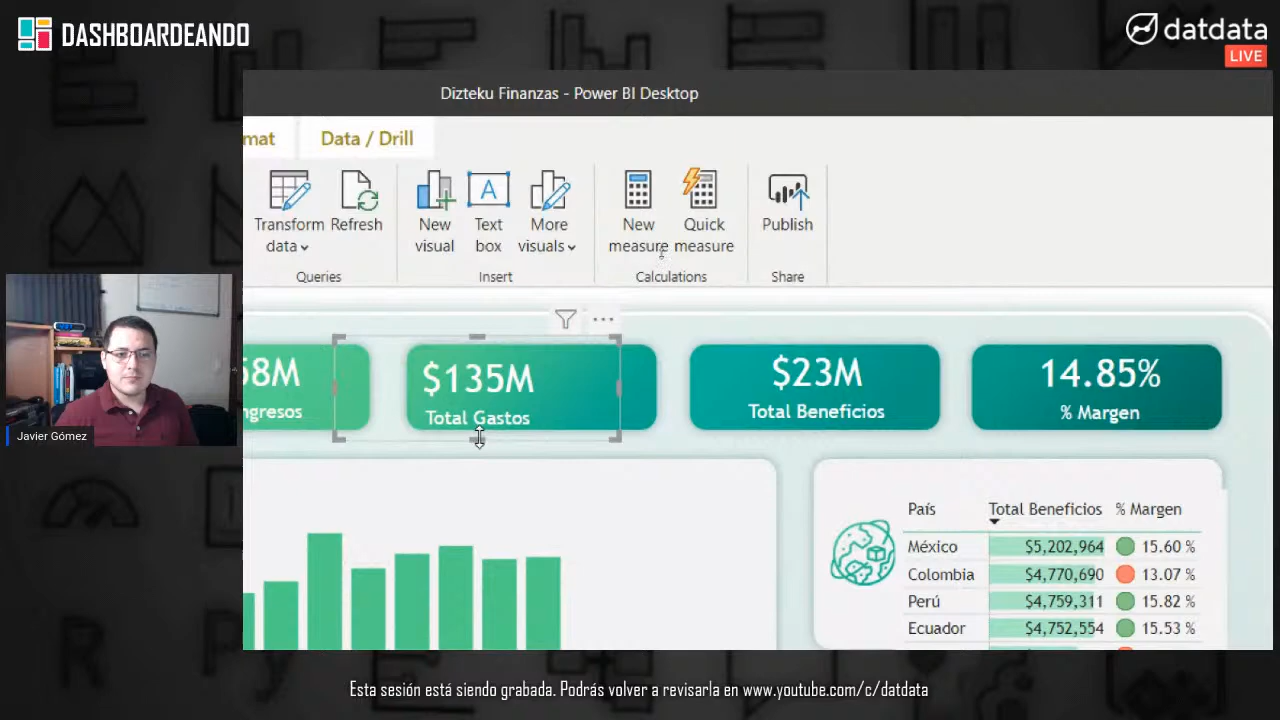 DASHBOARDEANDO
datdata
LIVE
Dizteku Finanzas - Power BI Desktop
mat
Data / Drill
Transform data
Refresh
New visual
Text box
More visuals
New measure
Quick measure
Publish
Queries
Insert
Calculations
Share
58M
ngresos
$135M
Total Gastos
$23M
Total Beneficios
14.85%
% Margen
Javier Gómez
País Total Beneficios % Margen
México $5,202,964 15.60 %
Colombia $4,770,690 13.07 %
Perú $4,759,311 15.82 %
Ecuador $4,752,554 15.53 %
R Py
Esta sesión está siendo grabada. Podrás volver a revisarla en www.youtube.com/c/datdata